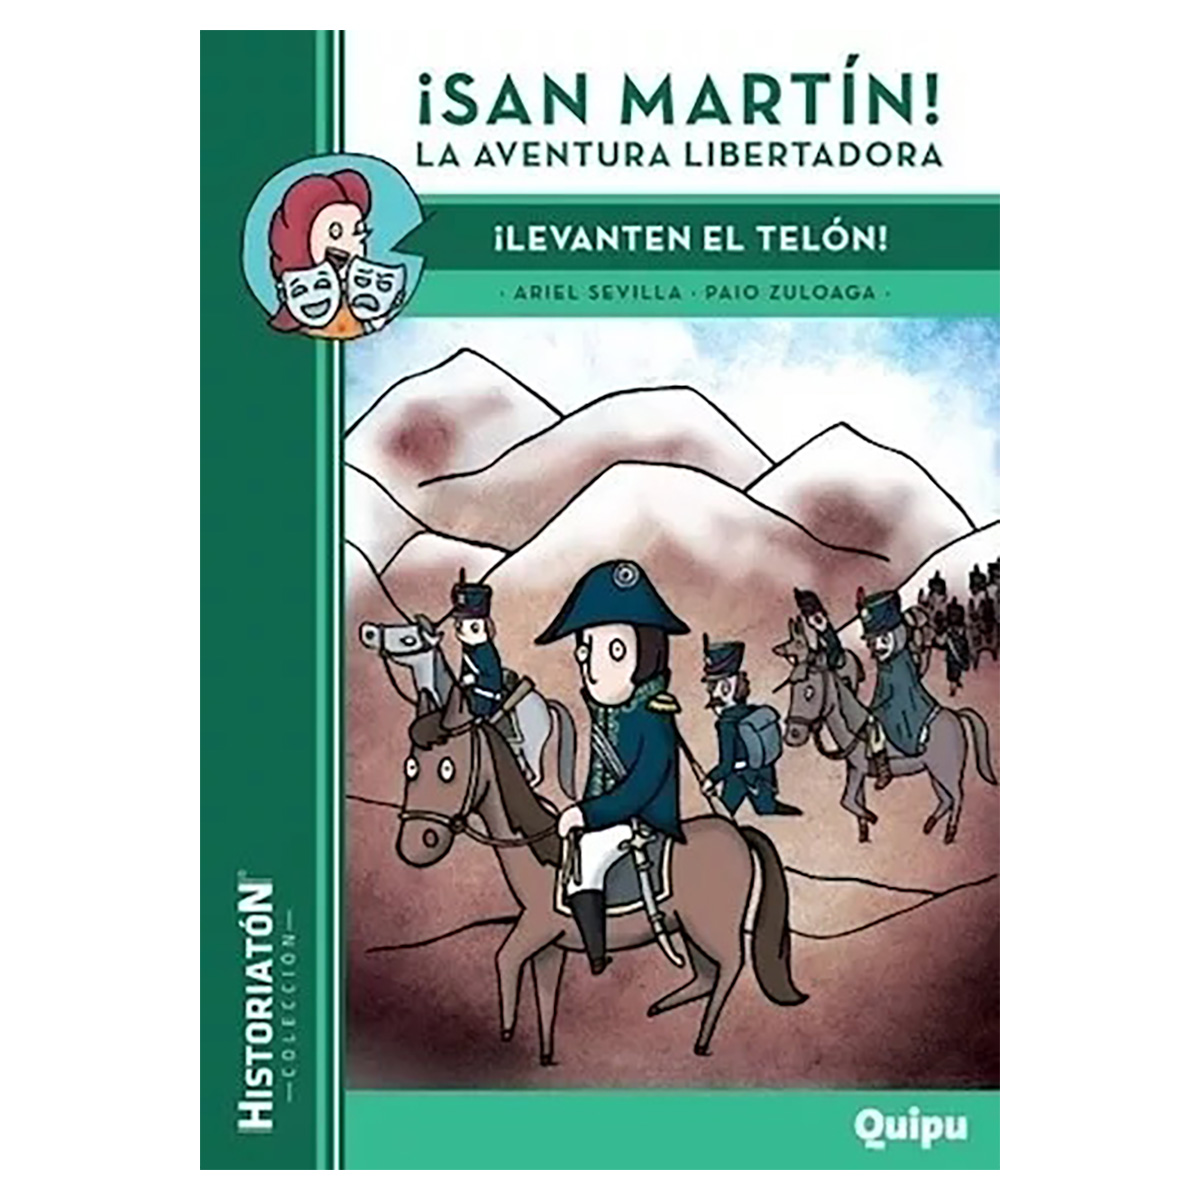 ¡SAN MARTÍN!
LA AVENTURA LIBERTADORA
¡LEVANTEN EL TELÓN!
· ARIEL SEVILLA · PAIO ZULOAGA ·
HISTORIATÓN®
—COLECCIÓN—
Quipu